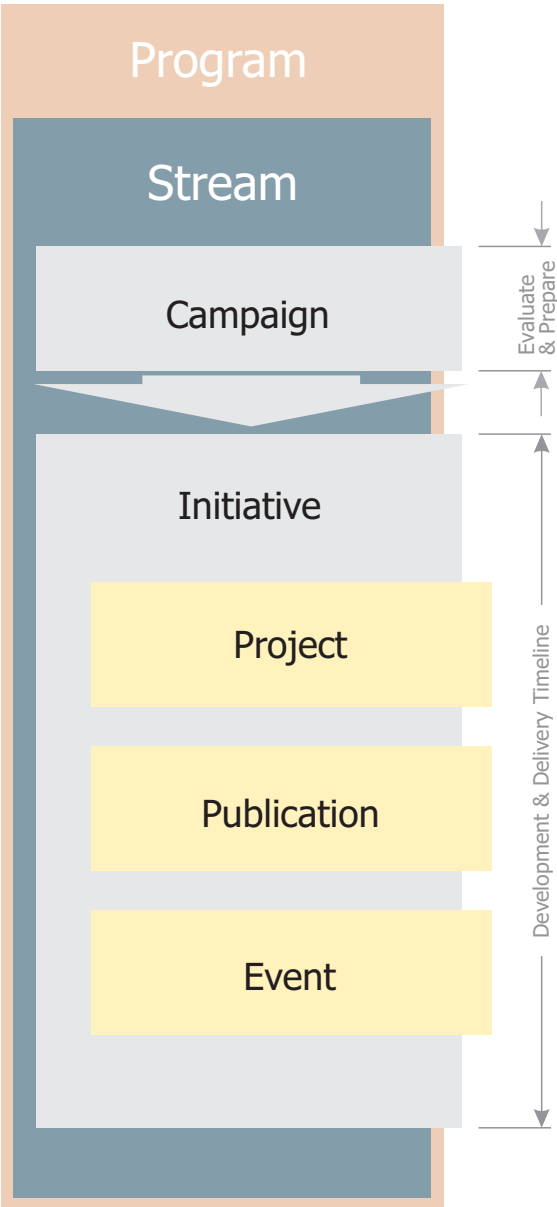 Program
Stream
Campaign
Evaluate
& Prepare
Initiative
Project
Publication
Event
Development & Delivery Timeline